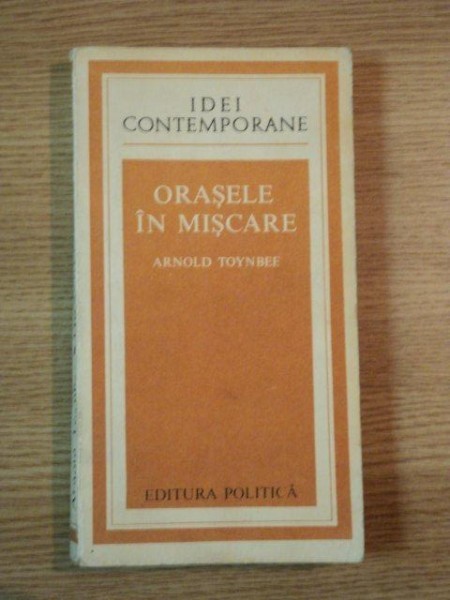 IDEI
CONTEMPORANE
ORAȘELE
ÎN MIȘCARE
ARNOLD TOYNBEE
EDITURA POLITICĂ